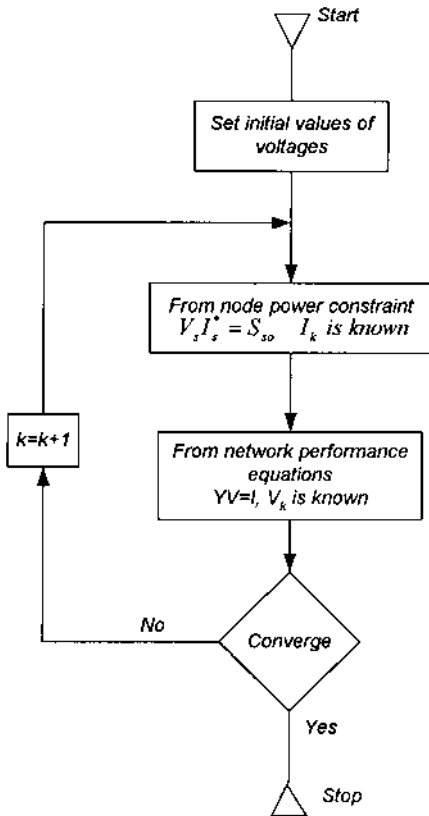 Start
Set initial values of
voltages
From node power constraint
V_s I_s^* = S_so I_k is known
k=k+1
From network performance
equations
YV=I, V_k is known
No
Converge
Yes
Stop